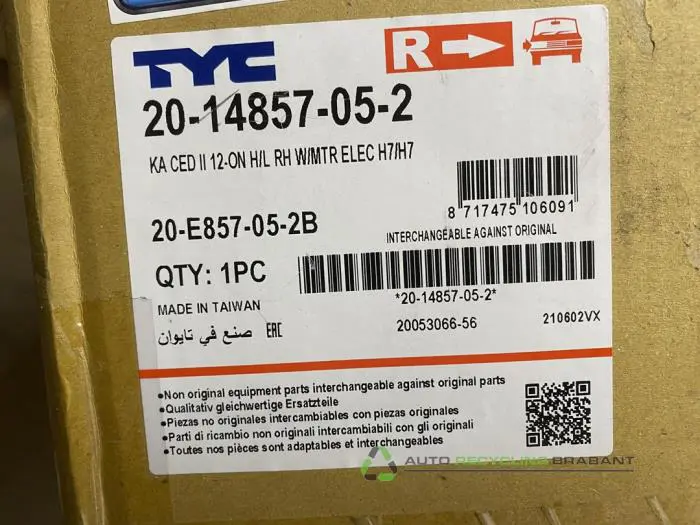 TYC
R
20-14857-05-2
KA CED II 12-ON H/L RH W/MTR ELEC H7/H7
8 717475 106091
20-E857-05-2B
INTERCHANGEABLE AGAINST ORIGINAL
QTY: 1PC
*20-14857-05-2*
MADE IN TAIWAN
20053066-56
210602VX
صنع في تايوان
EAC
•Non original equipment parts interchangeable against original parts
•Qualitativ gleichwertige Ersatzteile
•Piezas no originales intercambiables con piezas originales
•Parti di ricambio non originali intercambiabili con gli originali
•Toutes nos pièces sont adaptables et interchangeables
AUTO RECYCLING BRABANT